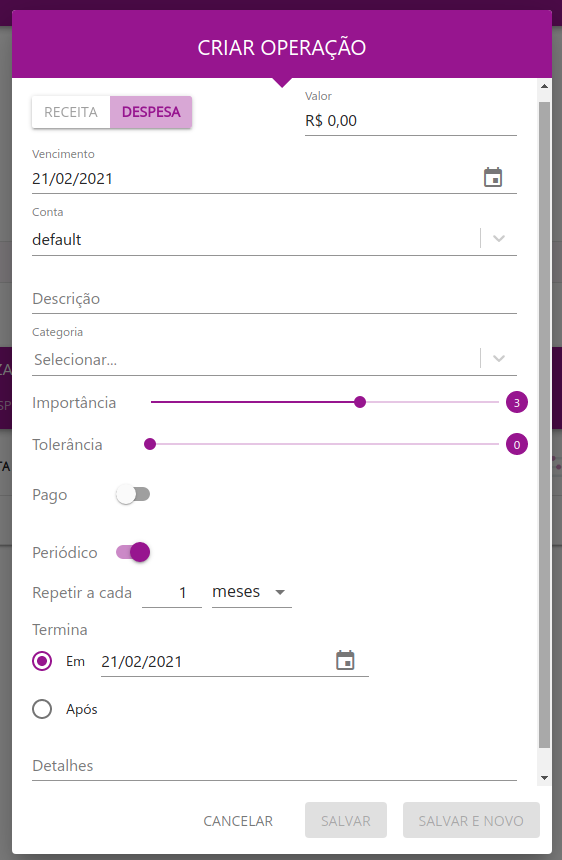 CRIAR OPERAÇÃO
RECEITA DESPESA
Valor
R$ 0,00
Vencimento
21/02/2021
Conta
default
Descrição
Categoria
Selecionar...
Importância 3
Tolerância 0
Pago
Periódico
Repetir a cada 1 meses
Termina
Em 21/02/2021
Após
Detalhes
CANCELAR SALVAR SALVAR E NOVO